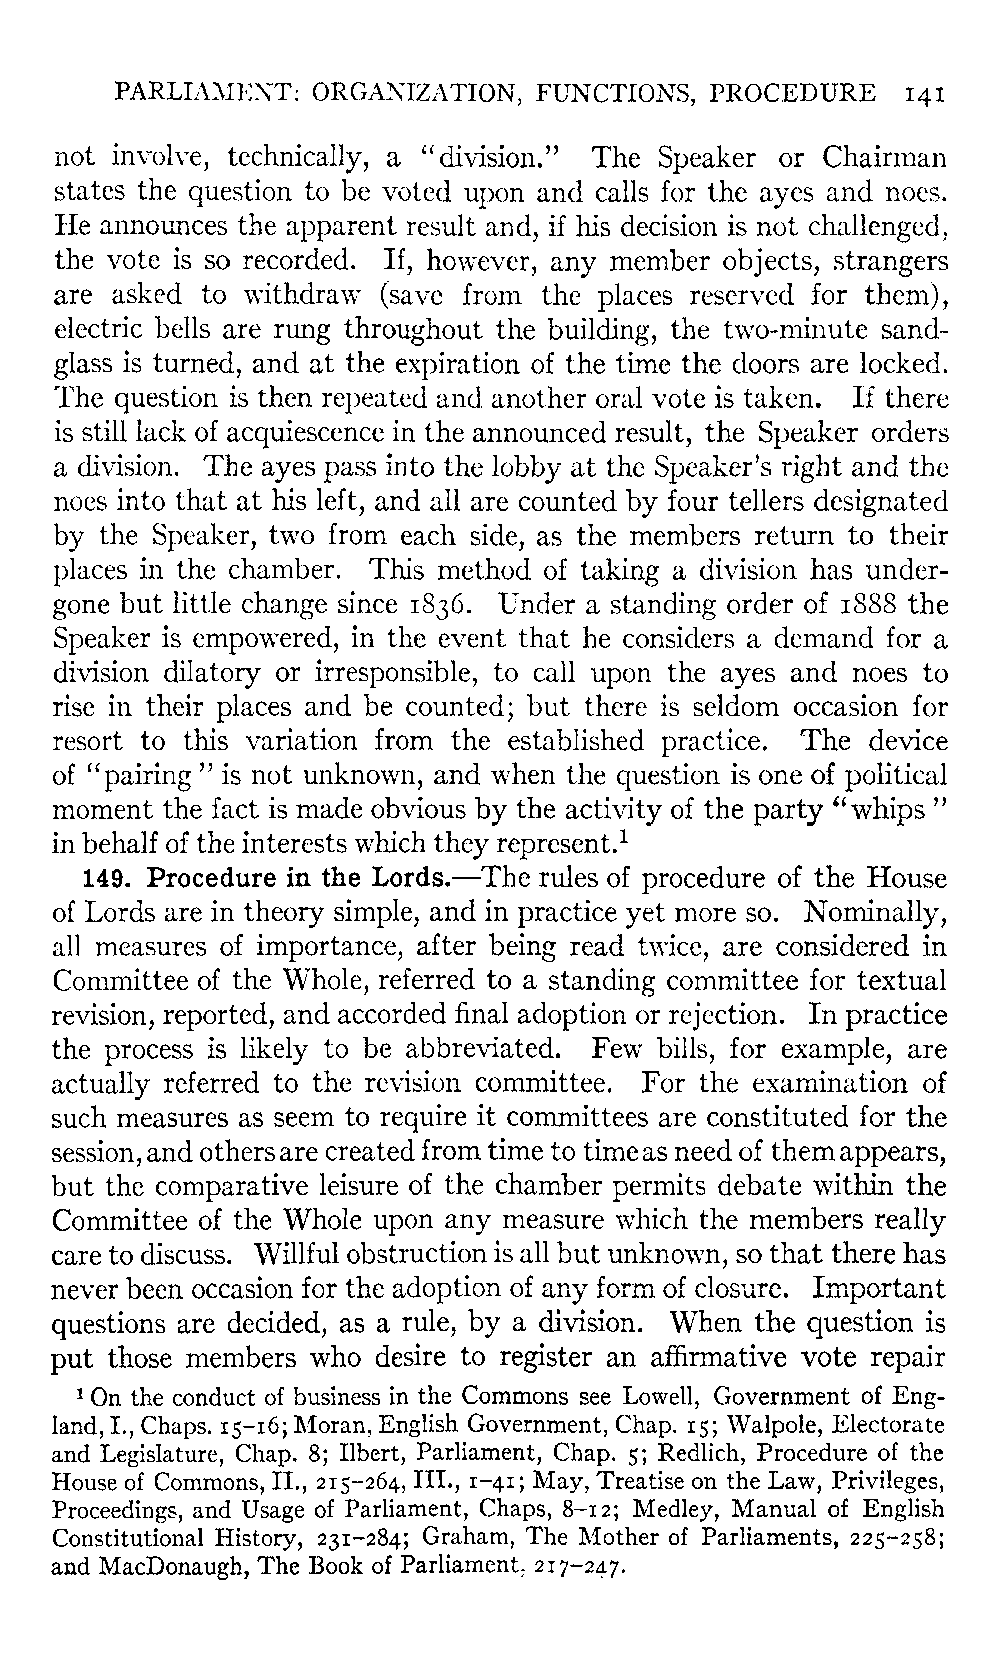 PARLIAMENT: ORGANIZATION, FUNCTIONS, PROCEDURE 141
not involve, technically, a “division.” The Speaker or Chairman
states the question to be voted upon and calls for the ayes and noes.
He announces the apparent result and, if his decision is not challenged,
the vote is so recorded. If, however, any member objects, strangers
are asked to withdraw (save from the places reserved for them),
electric bells are rung throughout the building, the two-minute sand-
glass is turned, and at the expiration of the time the doors are locked.
The question is then repeated and another oral vote is taken. If there
is still lack of acquiescence in the announced result, the Speaker orders
a division. The ayes pass into the lobby at the Speaker's right and the
noes into that at his left, and all are counted by four tellers designated
by the Speaker, two from each side, as the members return to their
places in the chamber. This method of taking a division has under-
gone but little change since 1836. Under a standing order of 1888 the
Speaker is empowered, in the event that he considers a demand for a
division dilatory or irresponsible, to call upon the ayes and noes to
rise in their places and be counted; but there is seldom occasion for
resort to this variation from the established practice. The device
of “pairing” is not unknown, and when the question is one of political
moment the fact is made obvious by the activity of the party “whips”
in behalf of the interests which they represent.¹
149. Procedure in the Lords.—The rules of procedure of the House
of Lords are in theory simple, and in practice yet more so. Nominally,
all measures of importance, after being read twice, are considered in
Committee of the Whole, referred to a standing committee for textual
revision, reported, and accorded final adoption or rejection. In practice
the process is likely to be abbreviated. Few bills, for example, are
actually referred to the revision committee. For the examination of
such measures as seem to require it committees are constituted for the
session, and others are created from time to time as need of them appears,
but the comparative leisure of the chamber permits debate within the
Committee of the Whole upon any measure which the members really
care to discuss. Willful obstruction is all but unknown, so that there has
never been occasion for the adoption of any form of closure. Important
questions are decided, as a rule, by a division. When the question is
put those members who desire to register an affirmative vote repair
¹ On the conduct of business in the Commons see Lowell, Government of Eng-
land, I., Chaps. 15–16; Moran, English Government, Chap. 15; Walpole, Electorate
and Legislature, Chap. 8; Ilbert, Parliament, Chap. 5; Redlich, Procedure of the
House of Commons, II., 215–264, III., 1–41; May, Treatise on the Law, Privileges,
Proceedings, and Usage of Parliament, Chaps, 8–12; Medley, Manual of English
Constitutional History, 231–284; Graham, The Mother of Parliaments, 225–258;
and MacDonaugh, The Book of Parliament, 217–247.